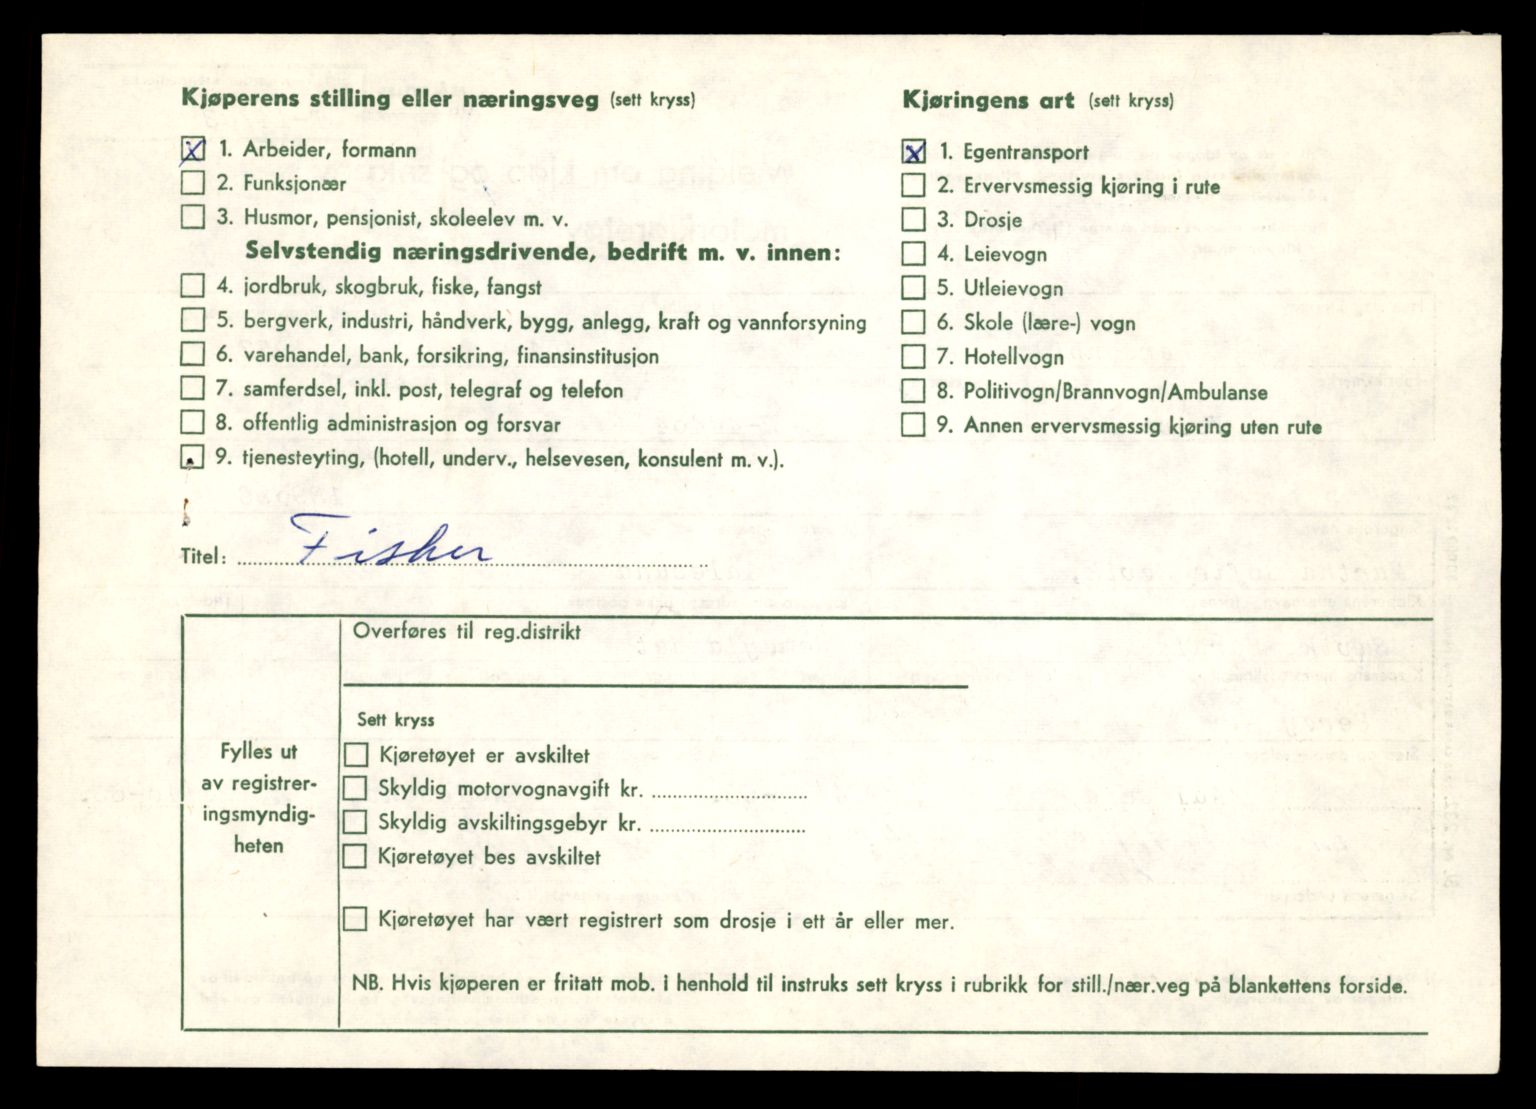 Kjøperens stilling eller næringsveg (sett kryss)
1. Arbeider, formann
2. Funksjonær
3. Husmor, pensjonist, skoleelev m. v.
Selvstendig næringsdrivende, bedrift m. v. innen:
4. jordbruk, skogbruk, fiske, fangst
5. bergverk, industri, håndverk, bygg, anlegg, kraft og vannforsyning
6. varehandel, bank, forsikring, finansinstitusjon
7. samferdsel, inkl. post, telegraf og telefon
8. offentlig administrasjon og forsvar
9. tjenesteyting, (hotell, underv., helsevesen, konsulent m. v.).
Titel: Fisker
Kjøringens art (sett kryss)
1. Egentransport
2. Ervervsmessig kjøring i rute
3. Drosje
4. Leievogn
5. Utleievogn
6. Skole (lære-) vogn
7. Hotellvogn
8. Politivogn/Brannvogn/Ambulanse
9. Annen ervervsmessig kjøring uten rute
Fylles ut
av registrer-
ingsmyndig-
heten
Overføres til reg.distrikt
Sett kryss
Kjøretøyet er avskiltet
Skyldig motorvognavgift kr.
Skyldig avskiltingsgebyr kr.
Kjøretøyet bes avskiltet
Kjøretøyet har vært registrert som drosje i ett år eller mer.
NB. Hvis kjøperen er fritatt mob. i henhold til instruks sett kryss i rubrikk for still./nær.veg på blankettens forside.